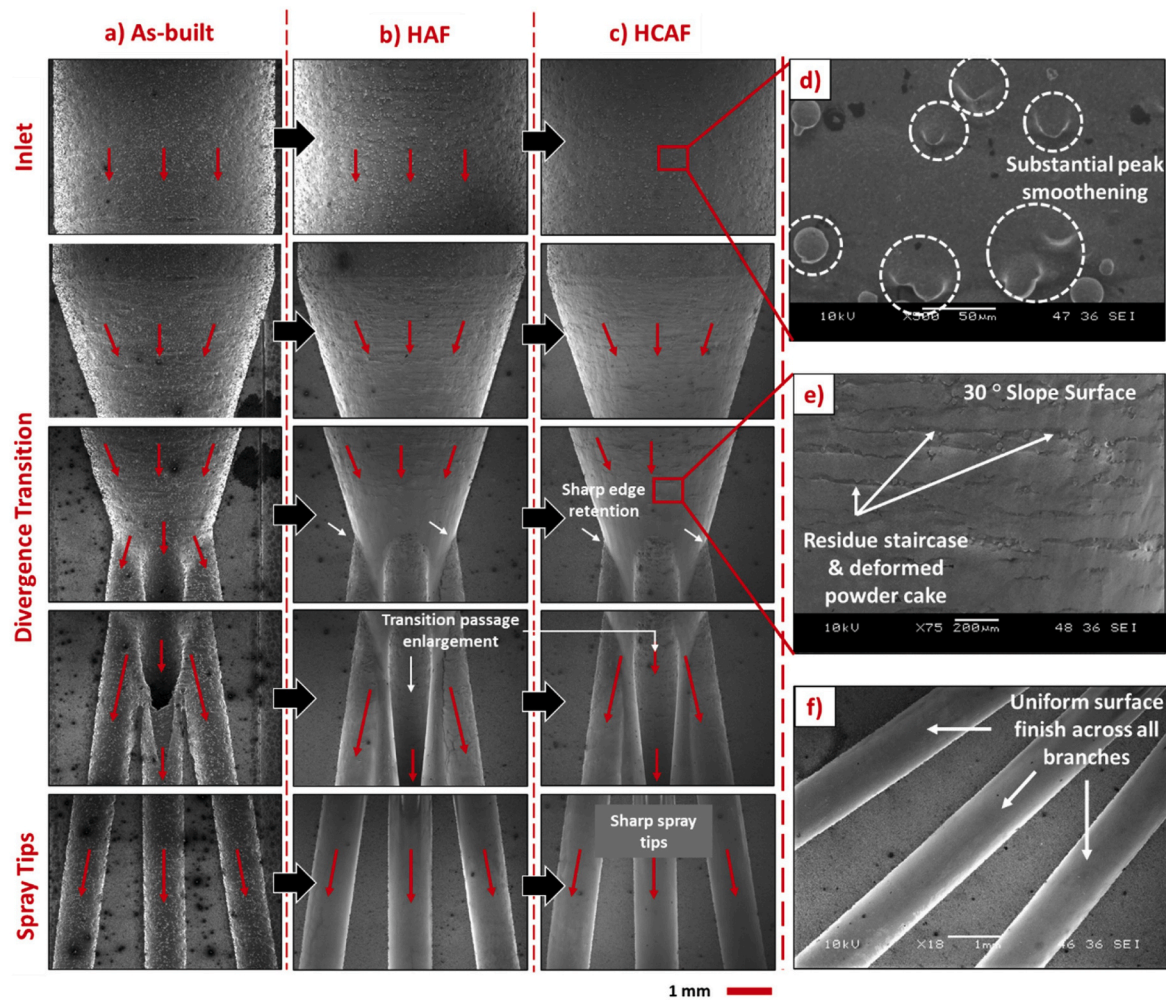 a) As-built
b) HAF
c) HCAF
Inlet
Divergence Transition
Spray Tips
Sharp edge
retention
Transition passage
enlargement
Sharp spray
tips
d)
Substantial peak
smoothening
10kV X500 50μm 47 36 SEI
e)
30 ° Slope Surface
Residue staircase
& deformed
powder cake
10kV X75 200μm 48 36 SEI
f)
Uniform surface
finish across all
branches
10kV X18 1mm 36 SEI
1 mm